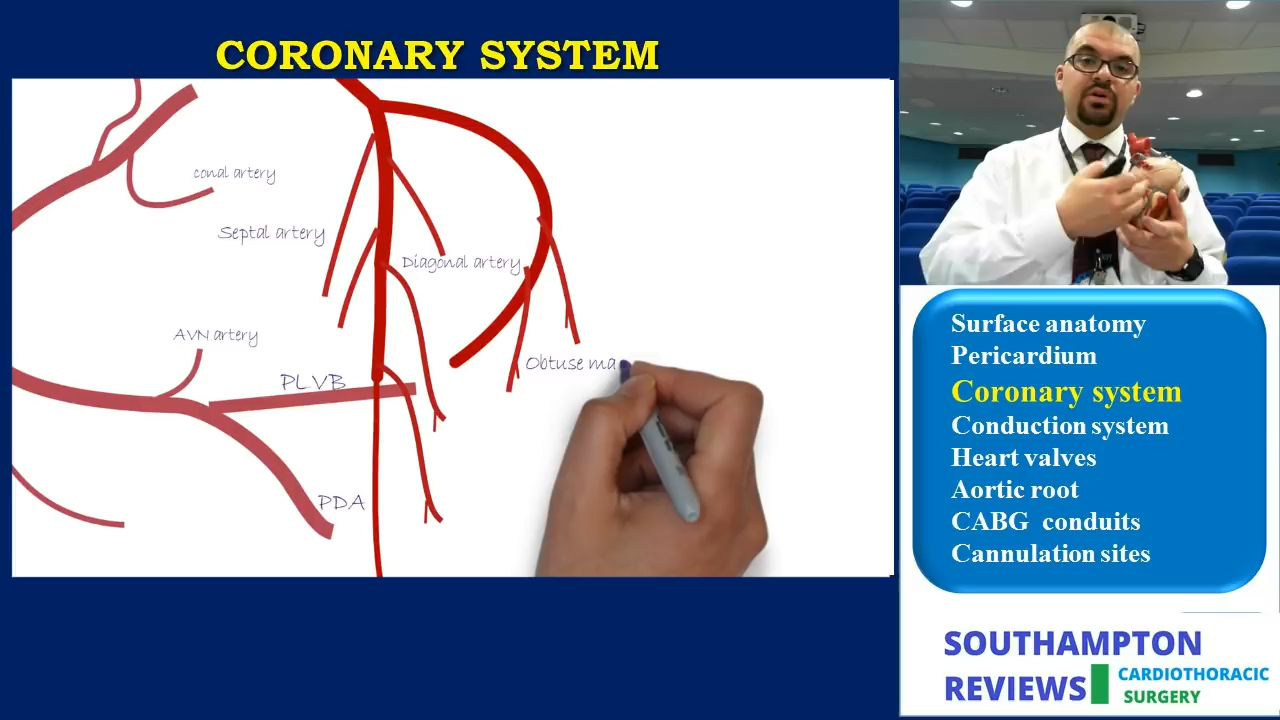 CORONARY SYSTEM
conal artery
Septal artery
Diagonal artery
AVN artery
PLVB
Obtuse ma
PDA
Surface anatomy
Pericardium
Coronary system
Conduction system
Heart valves
Aortic root
CABG conduits
Cannulation sites
SOUTHAMPTON
REVIEWS
CARDIOTHORACIC
SURGERY